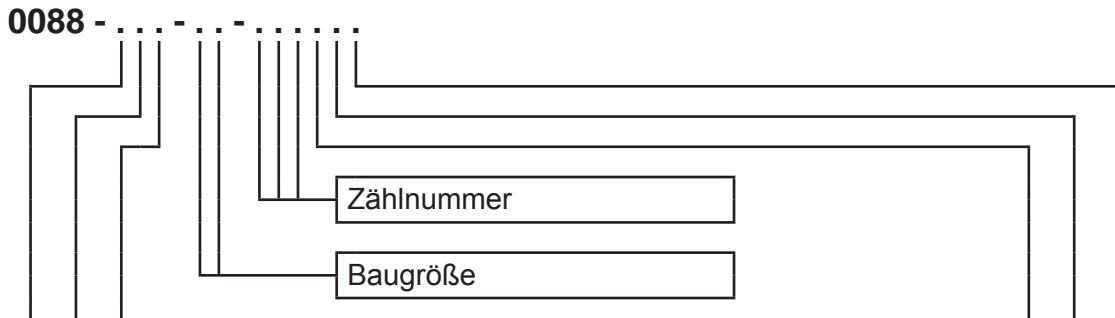 0088 - . . . - . . - . . . . . .
Zählnummer
Baugröße